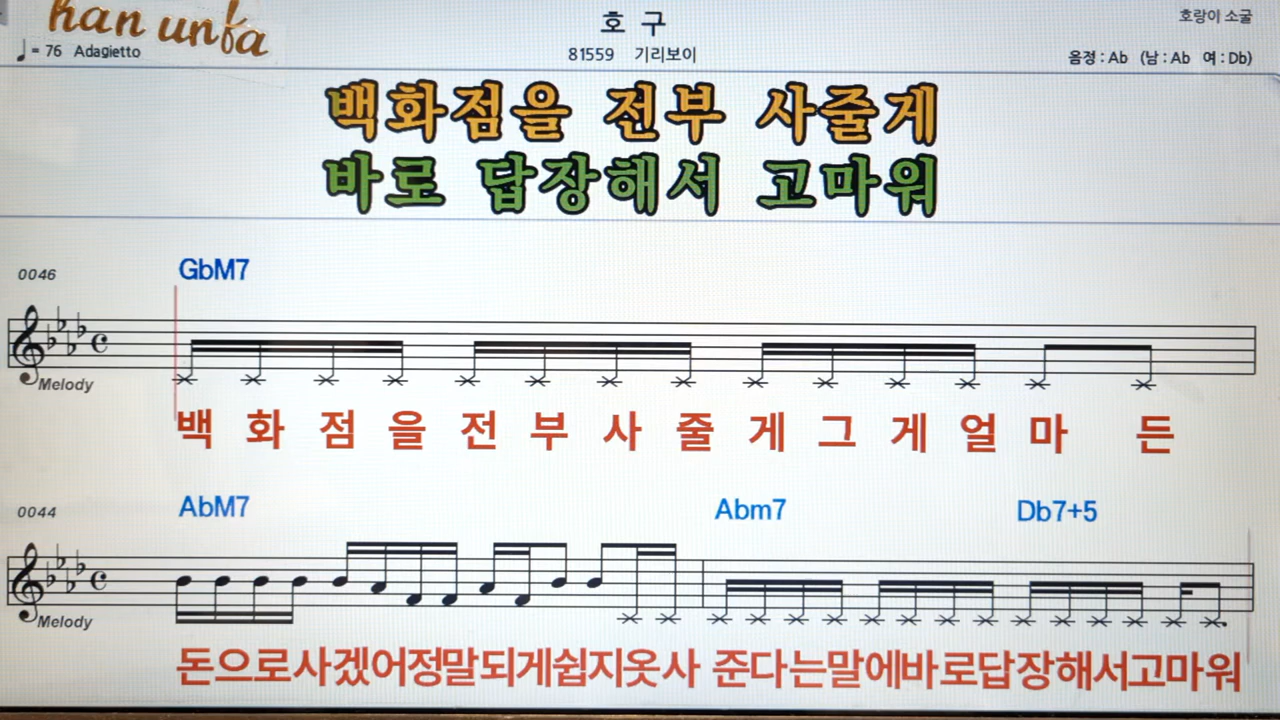 han unfa
호 구
호랑이 소굴
♩= 76 Adagietto
81559 기리보이
음정 : Ab (남 : Ab 여 : Db)
백화점을 전부 사줄게
바로 답장해서 고마워
0046
GbM7
Melody
백 화 점 을 전 부 사 줄 게 그 게 얼 마 든
0044
AbM7 Abm7 Db7+5
Melody
돈으로사겠어정말되게쉽지옷사 준다는말에바로답장해서고마워